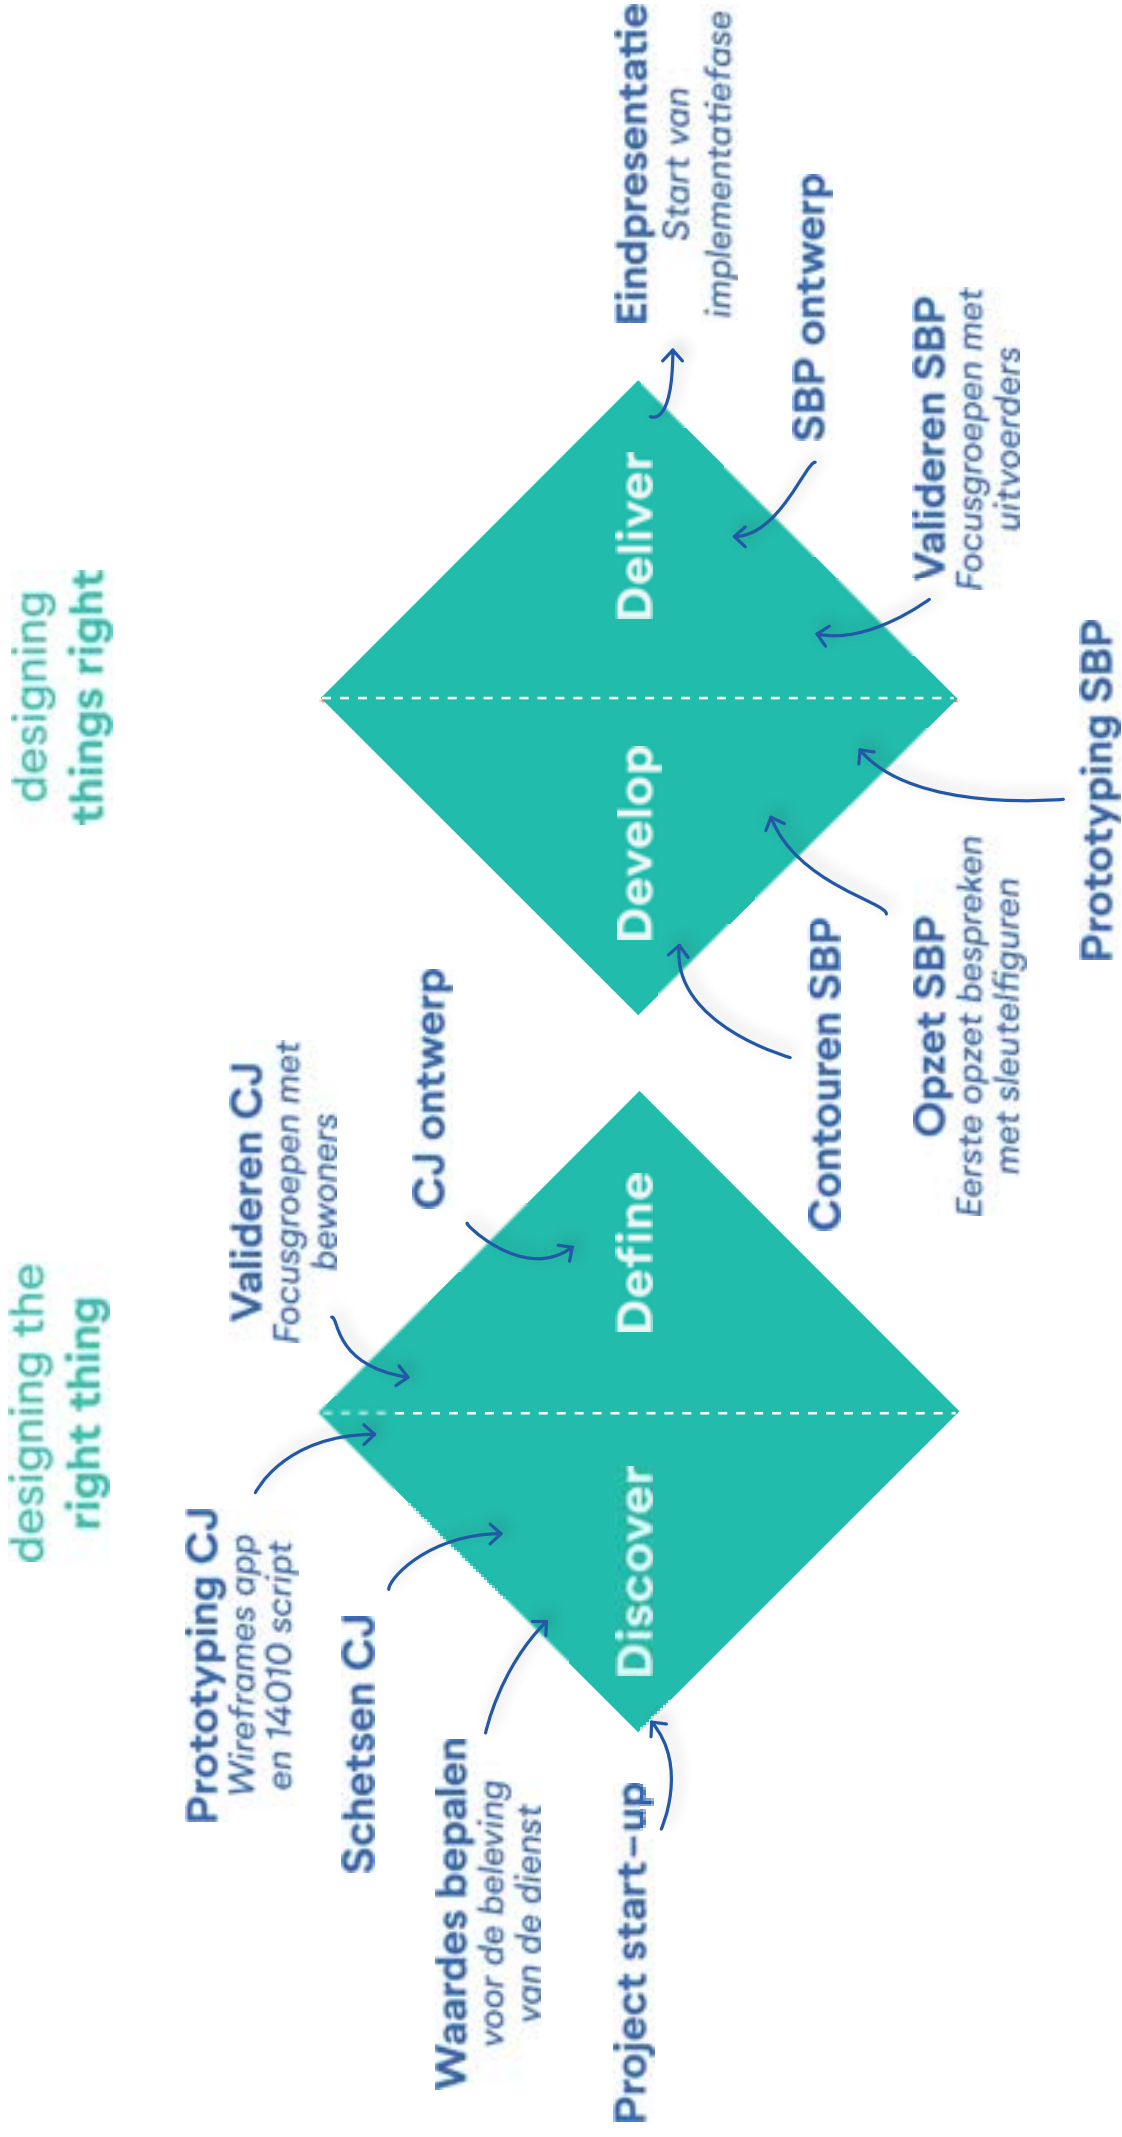 designing the
right thing
designing
things right
Prototyping CJ
Wireframes app
en 14010 script
Valideren CJ
Focusgroepen met
bewoners
Schetsen CJ
CJ ontwerp
Waardes bepalen
voor de beleving
van de dienst
Project start-up
Discover
Define
Develop
Deliver
Eindpresentatie
Start van
implementatiefase
Contouren SBP
SBP ontwerp
Opzet SBP
Eerste opzet bespreken
met sleutelfiguren
Valideren SBP
Focusgroepen met
uitvoerders
Prototyping SBP